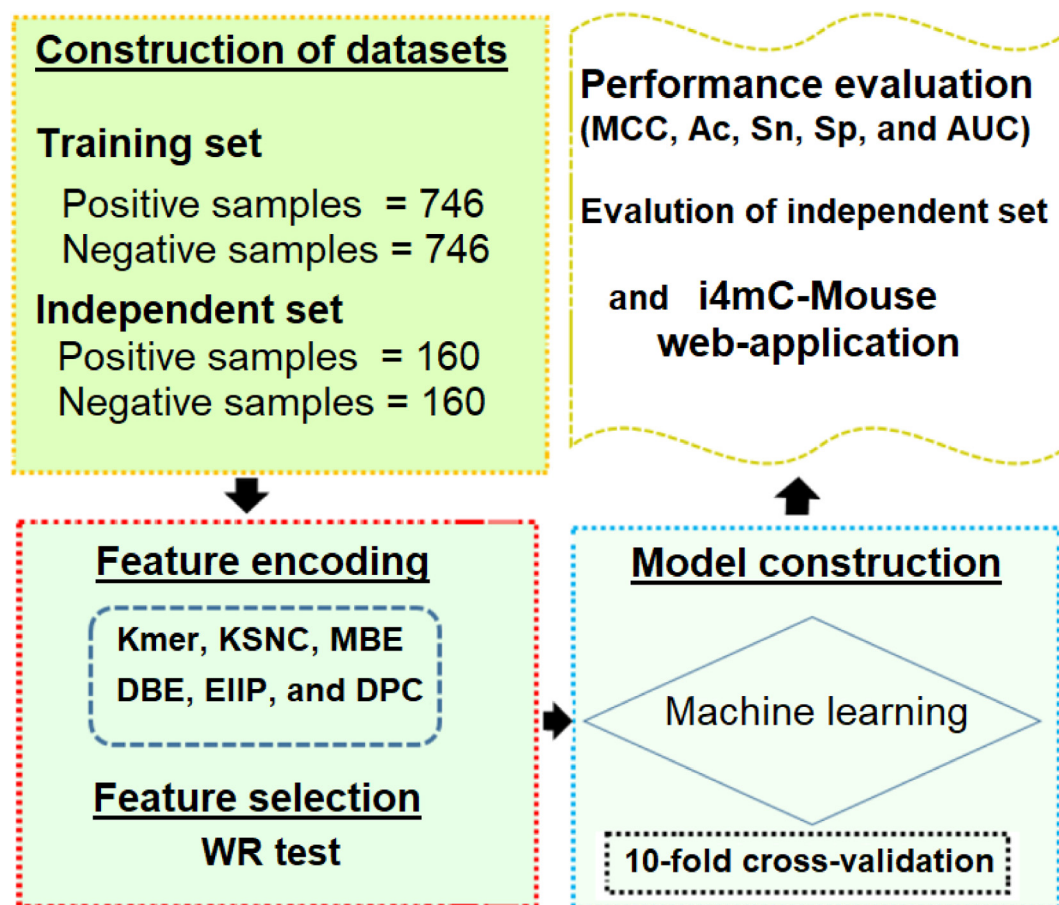 Construction of datasets
Training set
Positive samples = 746
Negative samples = 746
Independent set
Positive samples = 160
Negative samples = 160
Feature encoding
Kmer, KSNC, MBE
DBE, EIIP, and DPC
Feature selection
WR test
Model construction
Machine learning
10-fold cross-validation
Performance evaluation
(MCC, Ac, Sn, Sp, and AUC)
Evalution of independent set
and i4mC-Mouse
web-application